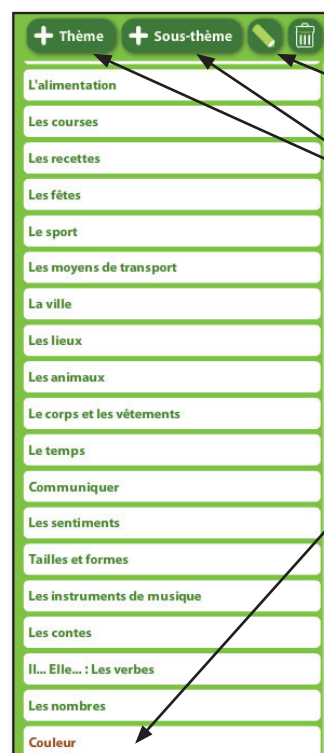 Thème Sous-thème
L'alimentation
Les courses
Les recettes
Les fêtes
Le sport
Les moyens de transport
La ville
Les lieux
Les animaux
Le corps et les vêtements
Le temps
Communiquer
Les sentiments
Tailles et formes
Les instruments de musique
Les contes
Il... Elle... : Les verbes
Les nombres
Couleur